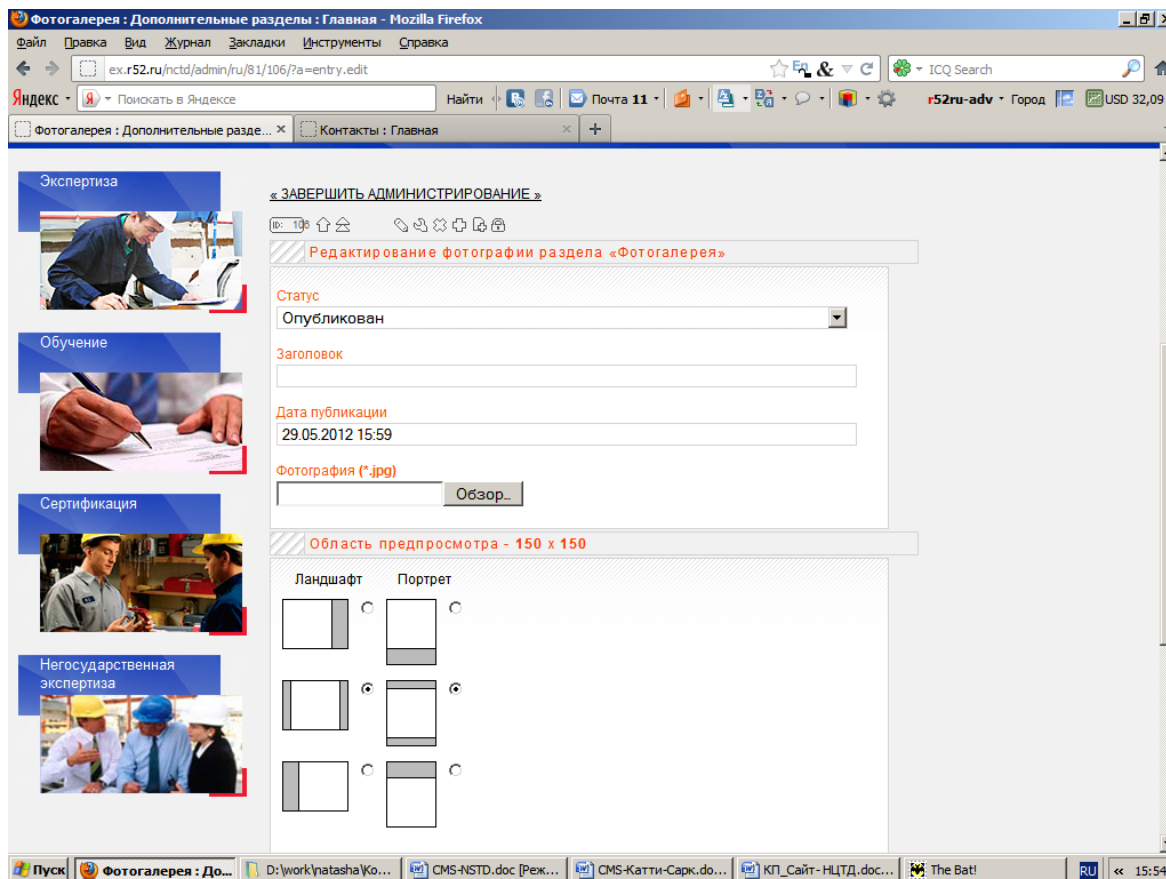 Фотогалерея : Дополнительные разделы : Главная - Mozilla Firefox
Файл Правка Вид Журнал Закладки Инструменты Справка
ex.r52.ru/nctd/admin/ru/81/106/?a=entry.edit
ICQ Search
Яндекс
Поискать в Яндексе
Найти
Почта 11
r52ru-adv
Город
USD 32,09
Фотогалерея : Дополнительные разде...
Контакты : Главная
Экспертиза
Обучение
Сертификация
Негосударственная
экспертиза
« ЗАВЕРШИТЬ АДМИНИСТРИРОВАНИЕ »
ID: 106
Редактирование фотографии раздела «Фотогалерея»
Статус
Опубликован
Заголовок
Дата публикации
29.05.2012 15:59
Фотография (*.jpg)
Обзор...
Область предпросмотра - 150 x 150
Ландшафт Портрет
Пуск
Фотогалерея : До...
D:\work\natasha\Ко...
CMS-NSTD.doc [Реж...
CMS-Катти-Сарк.do...
КП_Сайт-НЦТД.doc...
The Bat!
RU
« 15:54